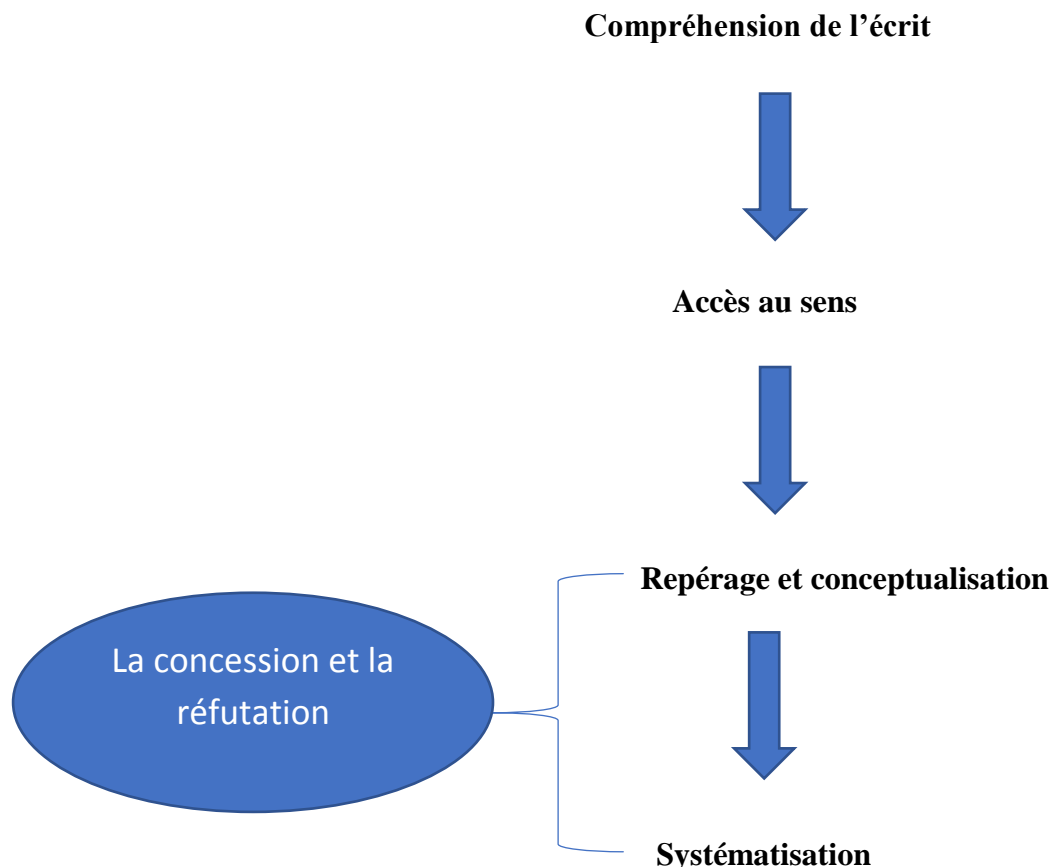 Compréhension de l’écrit
Accès au sens
Repérage et conceptualisation
La concession et la
réfutation
Systématisation